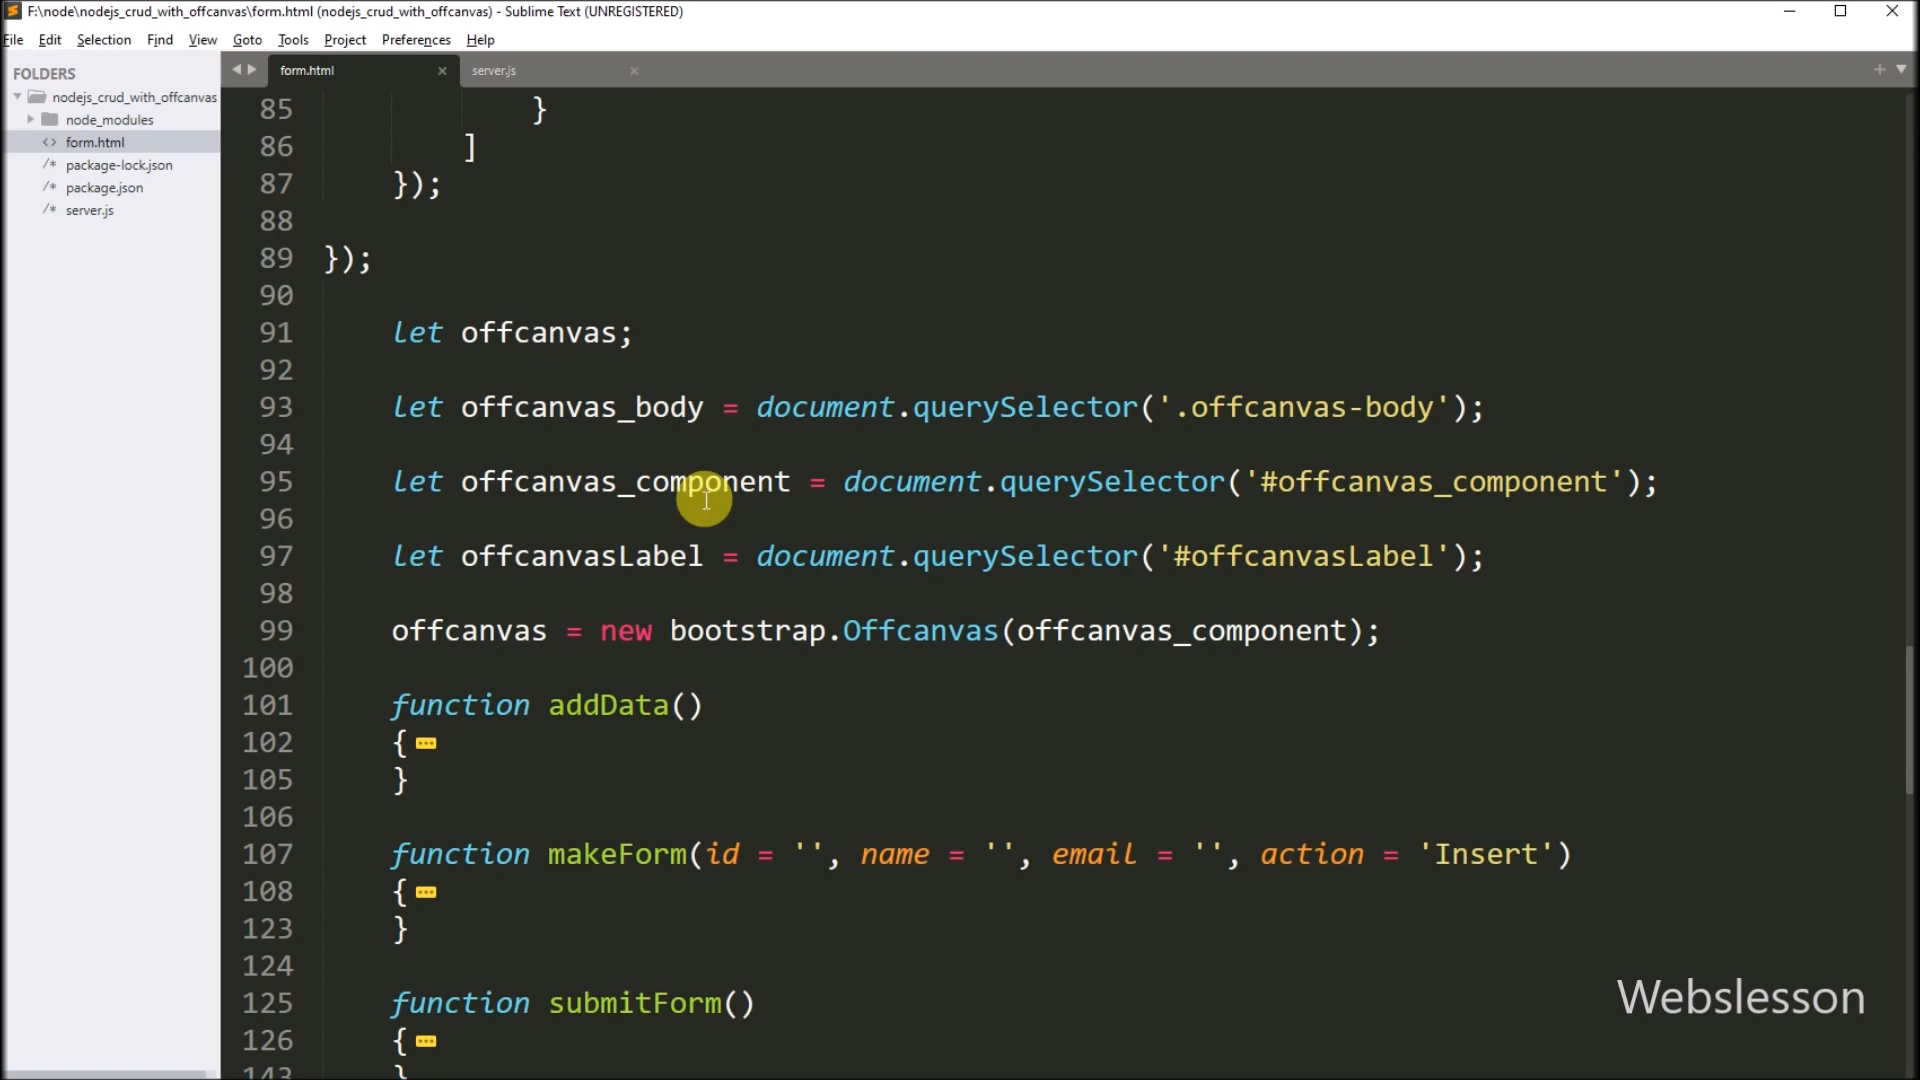 F:\node\nodejs_crud_with_offcanvas\form.html (nodejs_crud_with_offcanvas) - Sublime Text (UNREGISTERED)
File Edit Selection Find View Goto Tools Project Preferences Help
FOLDERS
nodejs_crud_with_offcanvas
node_modules
form.html
package-lock.json
package.json
server.js
form.html server.js
85 }
86 ]
87 });
88
89 });
90
91 let offcanvas;
92
93 let offcanvas_body = document.querySelector('.offcanvas-body');
94
95 let offcanvas_component = document.querySelector('#offcanvas_component');
96
97 let offcanvasLabel = document.querySelector('#offcanvasLabel');
98
99 offcanvas = new bootstrap.Offcanvas(offcanvas_component);
100
101 function addData()
102 {
105 }
106
107 function makeForm(id = '', name = '', email = '', action = 'Insert')
108 {
123 }
124
125 function submitForm()
126 {
143 }
Webslesson